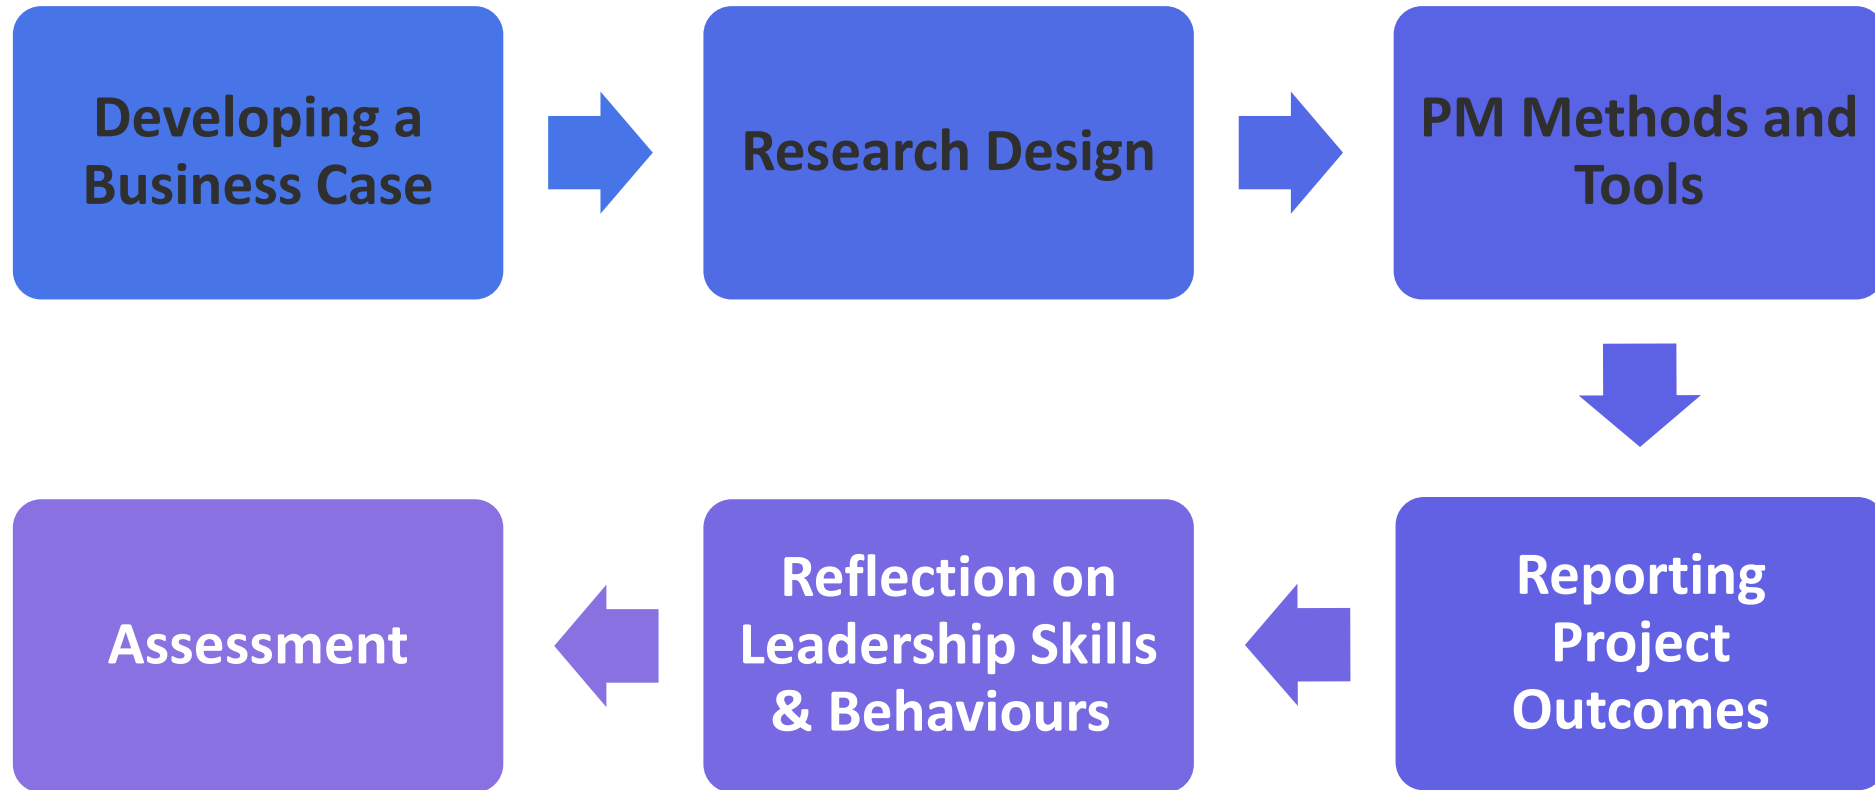 Developing a
Business Case
Research Design
PM Methods and
Tools
Reporting
Project
Outcomes
Reflection on
Leadership Skills
& Behaviours
Assessment